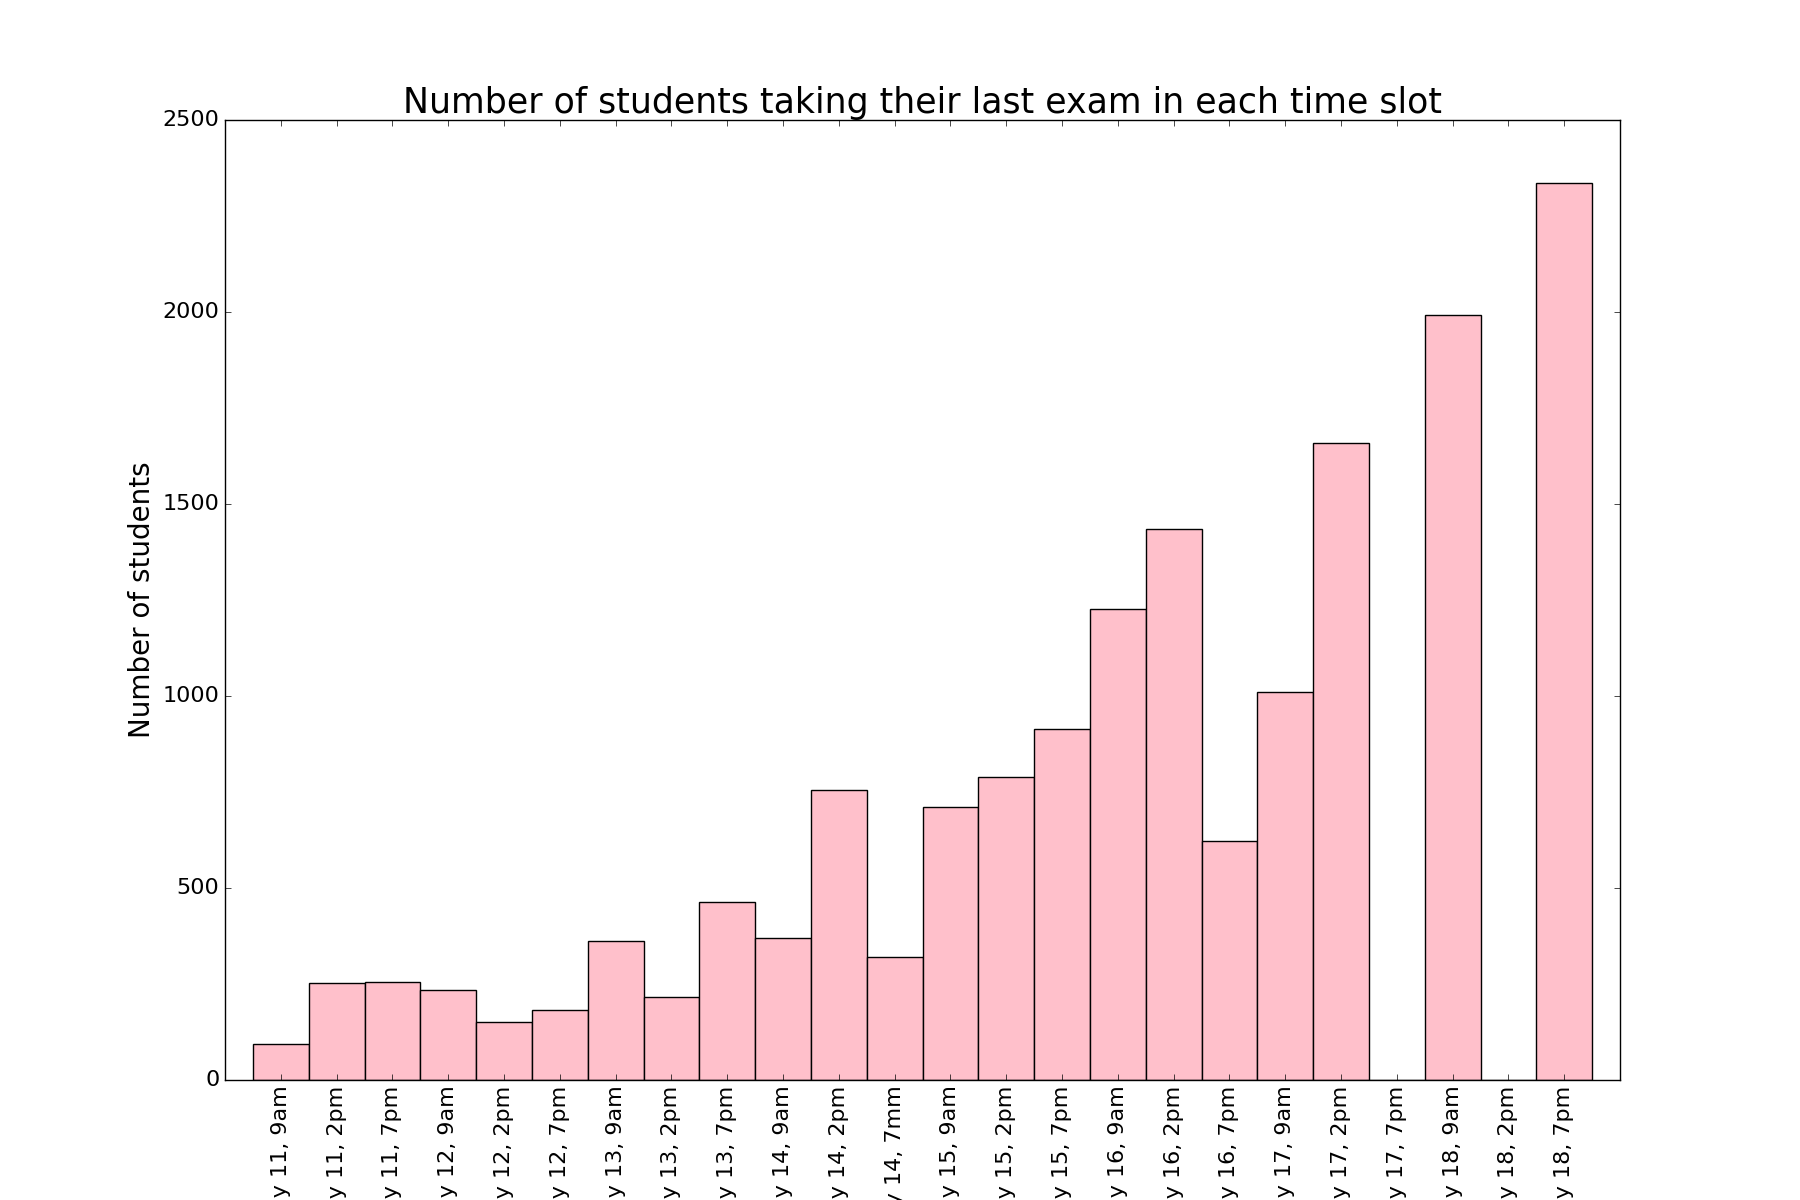 Number of students taking their last exam in each time slot
2500
2000
1500
1000
500
0
Number of students
y 11, 9am
y 11, 2pm
y 11, 7pm
y 12, 9am
y 12, 2pm
y 12, 7pm
y 13, 9am
y 13, 2pm
y 13, 7pm
y 14, 9am
y 14, 2pm
y 14, 7mm
y 15, 9am
y 15, 2pm
y 15, 7pm
y 16, 9am
y 16, 2pm
y 16, 7pm
y 17, 9am
y 17, 2pm
y 17, 7pm
y 18, 9am
y 18, 2pm
y 18, 7pm